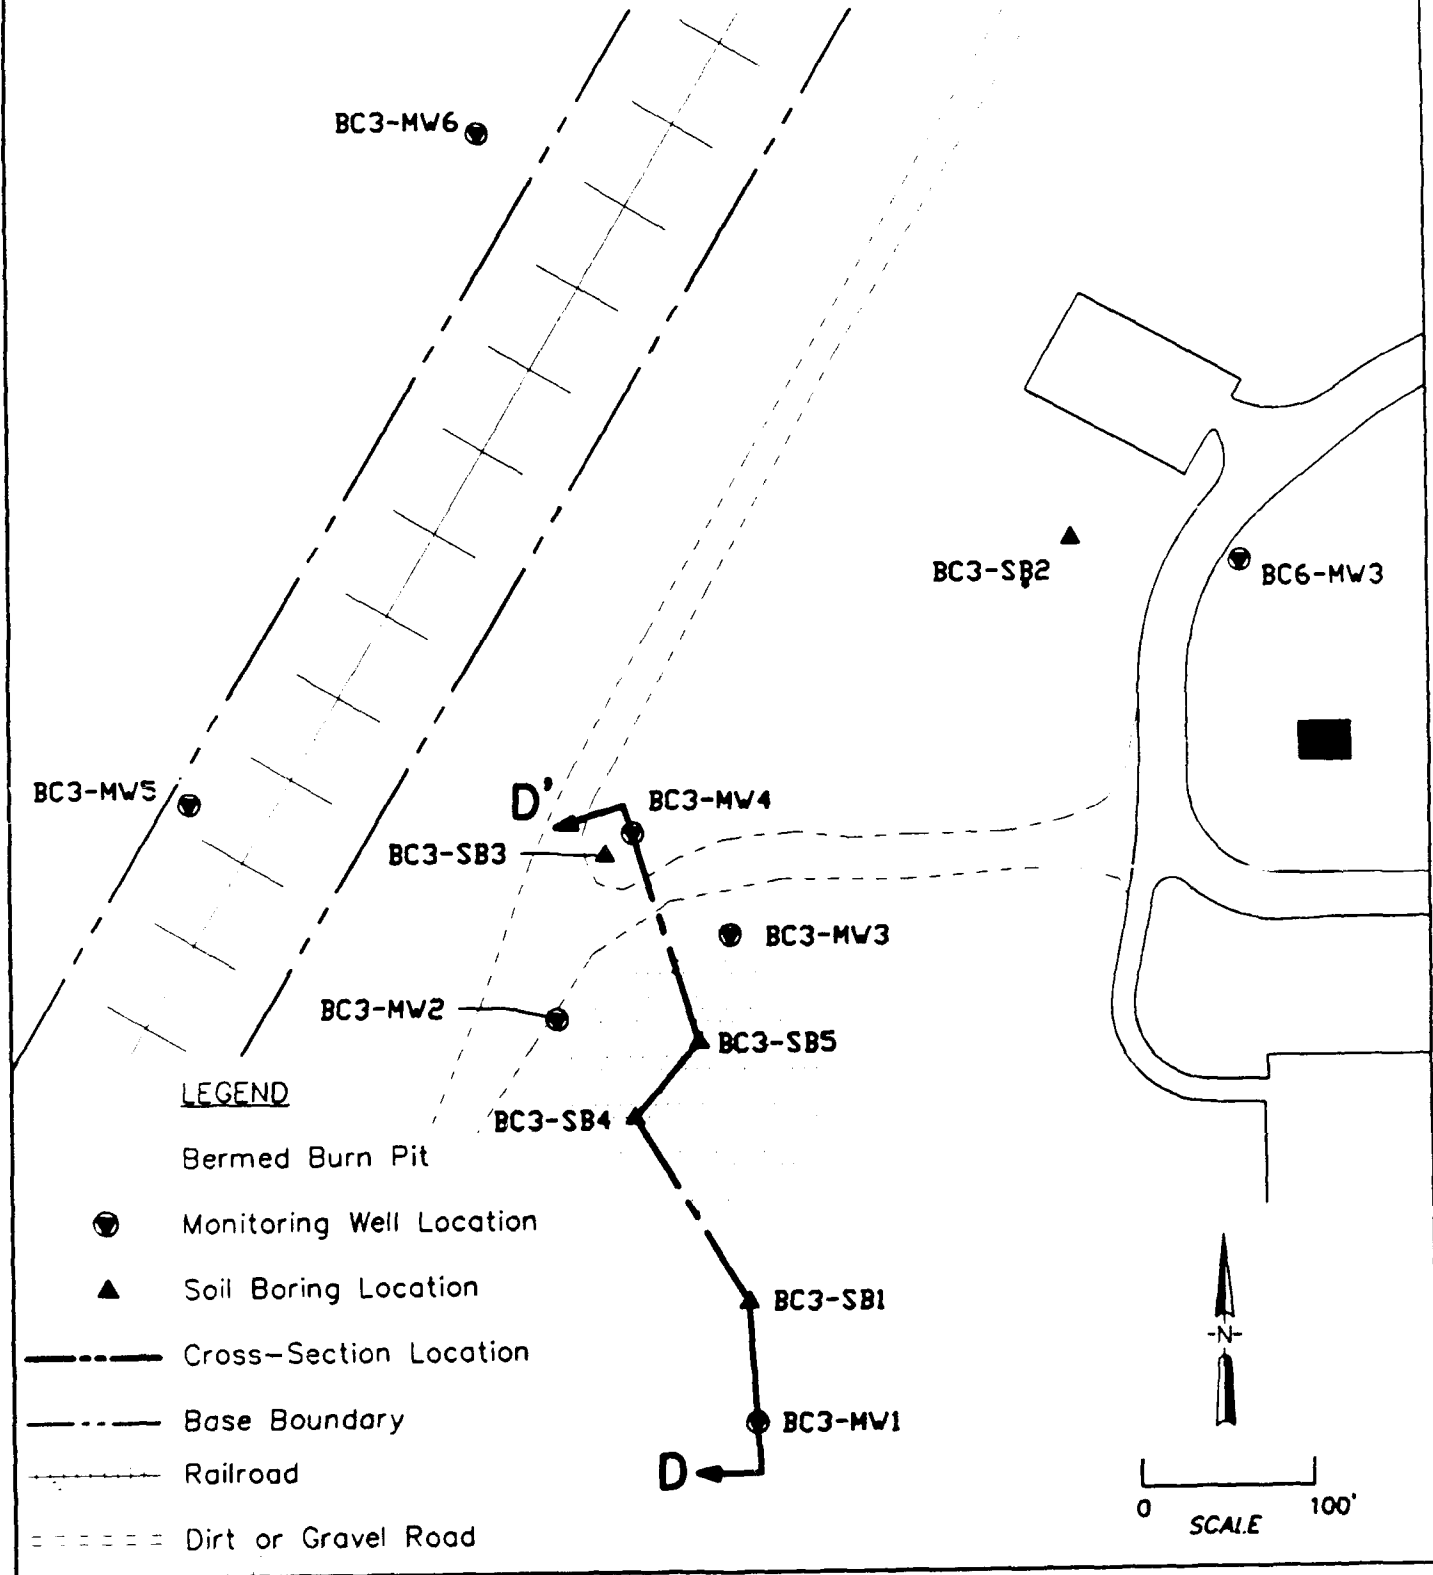 BC3-MW6
BC3-SB2
BC6-MW3
BC3-MW5
D'
BC3-MW4
BC3-SB3
BC3-MW3
BC3-MW2
BC3-SB5
LEGEND
BC3-SB4
Bermed Burn Pit
Monitoring Well Location
Soil Boring Location
BC3-SB1
-N-
Cross-Section Location
Base Boundary
BC3-MW1
Railroad
D
0 100'
SCALE
Dirt or Gravel Road